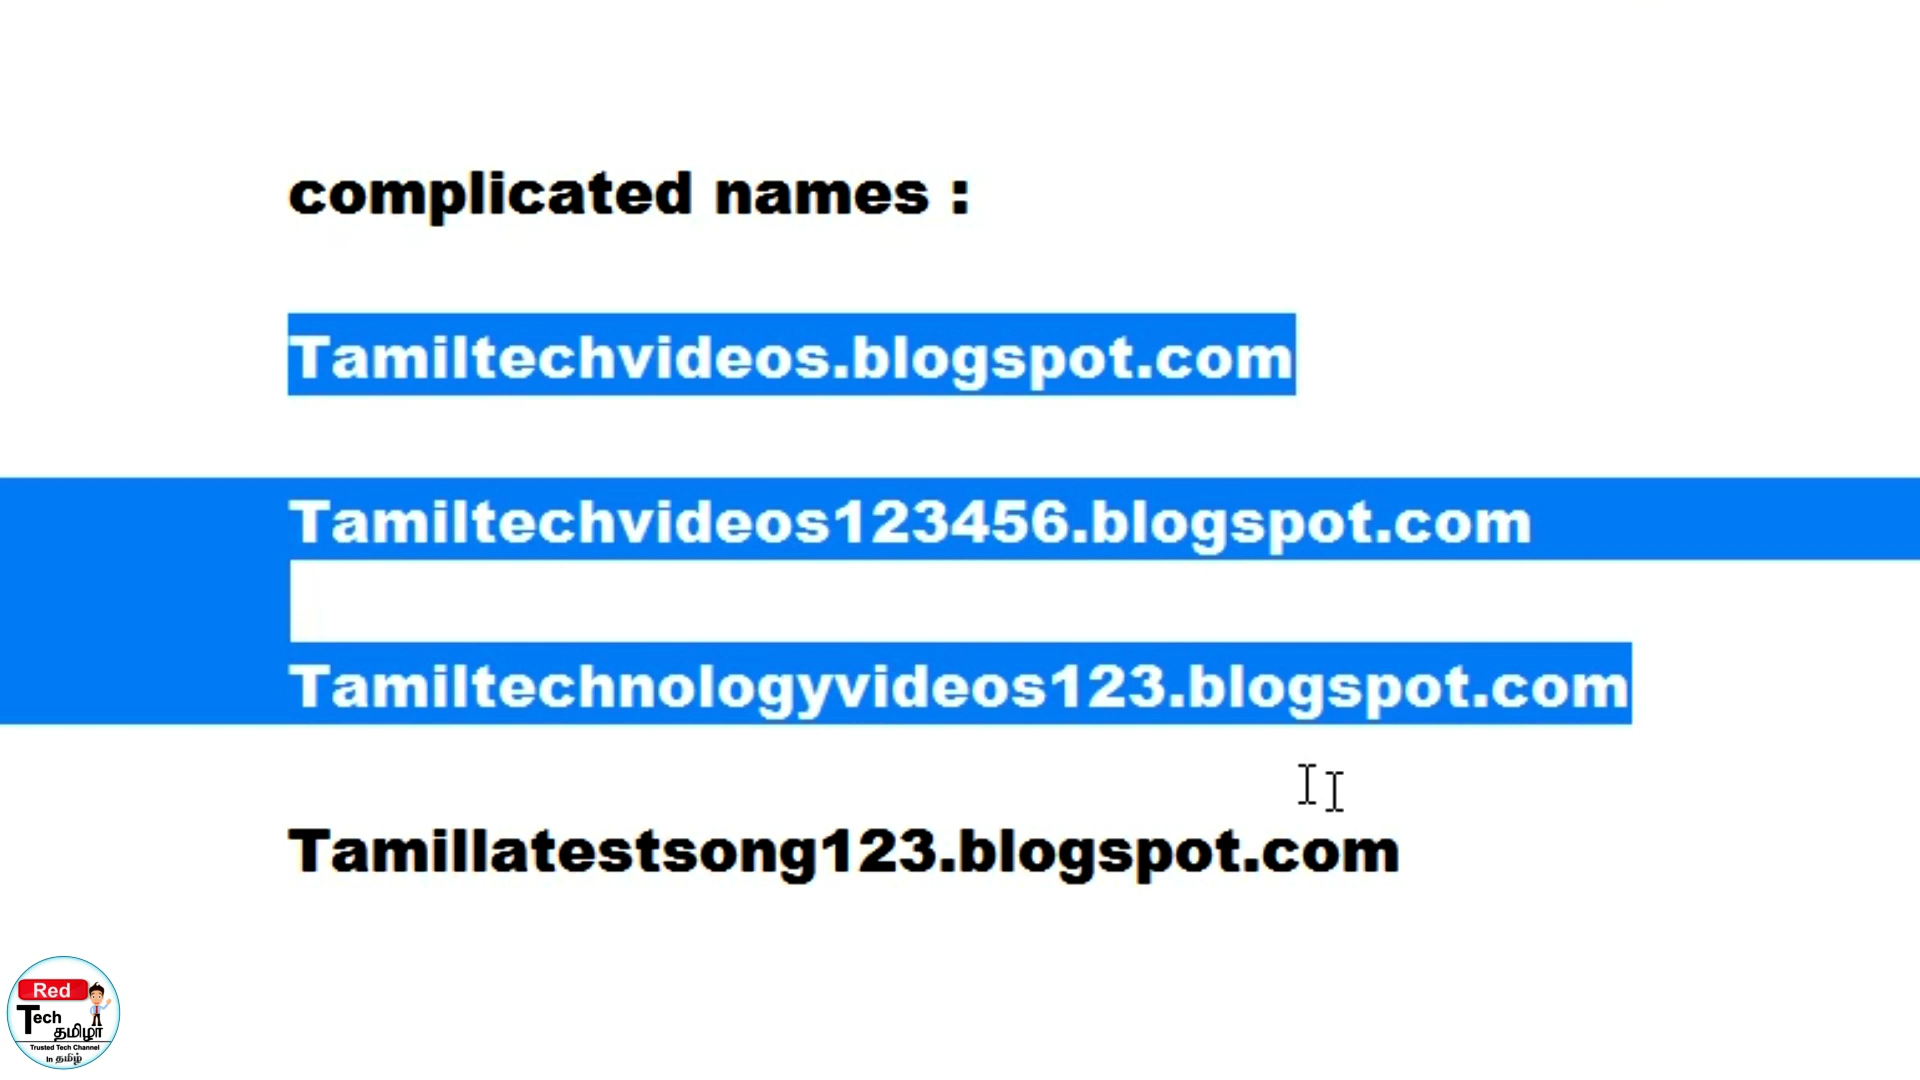 complicated names :
Tamiltechvideos.blogspot.com
Tamiltechvideos123456.blogspot.com
Tamiltechnologyvideos123.blogspot.com
Tamillatestsong123.blogspot.com
Red
Tech
தமிழா
Trusted Tech Channel
In தமிழ்